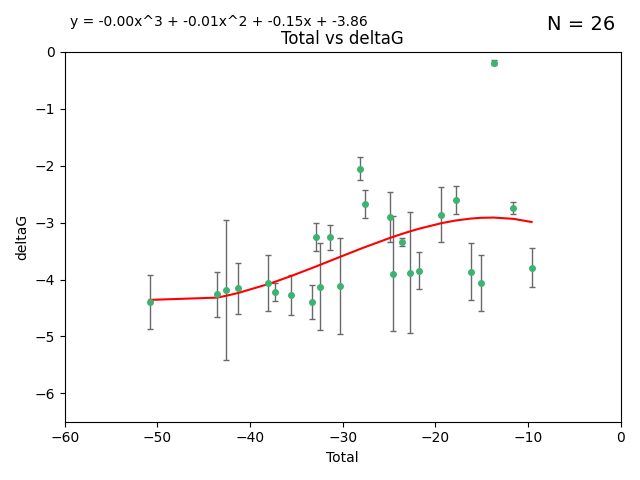 y = -0.00x^3 + -0.01x^2 + -0.15x + -3.86
N = 26
Total vs deltaG
0
−1
−2
−3
−4
−5
−6
deltaG
−60 −50 −40 −30 −20 −10 0
Total